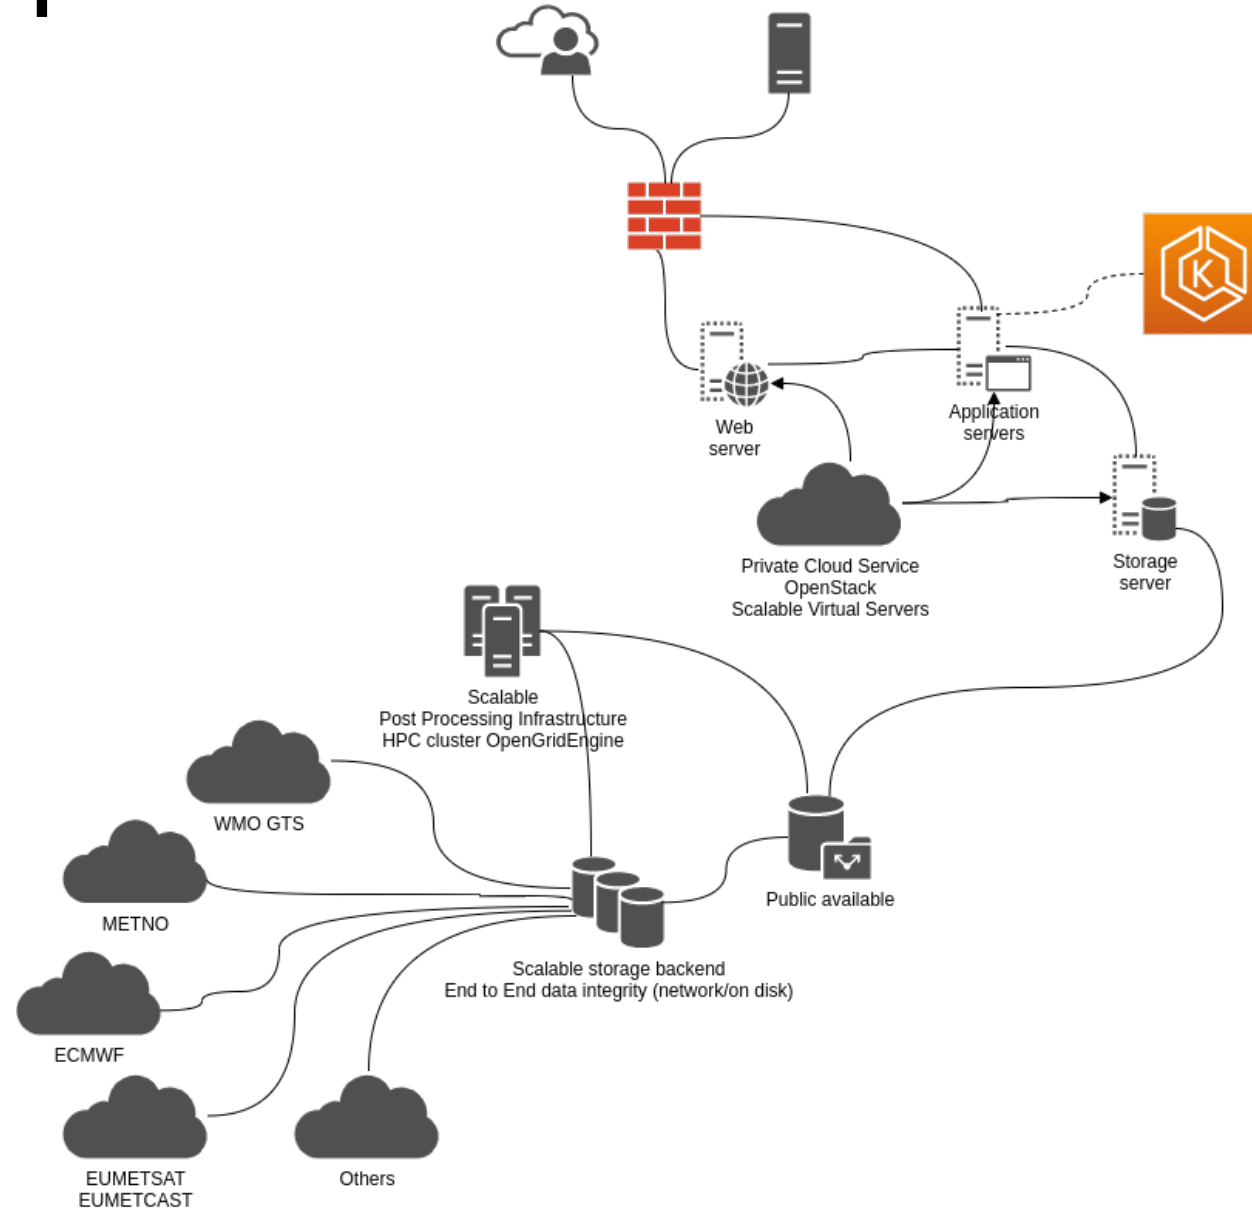 K
Application
servers
Web
server
Storage
server
Private Cloud Service
OpenStack
Scalable Virtual Servers
Scalable
Post Processing Infrastructure
HPC cluster OpenGridEngine
WMO GTS
METNO
Public available
Scalable storage backend
End to End data integrity (network/on disk)
ECMWF
EUMETSAT
EUMETCAST
Others